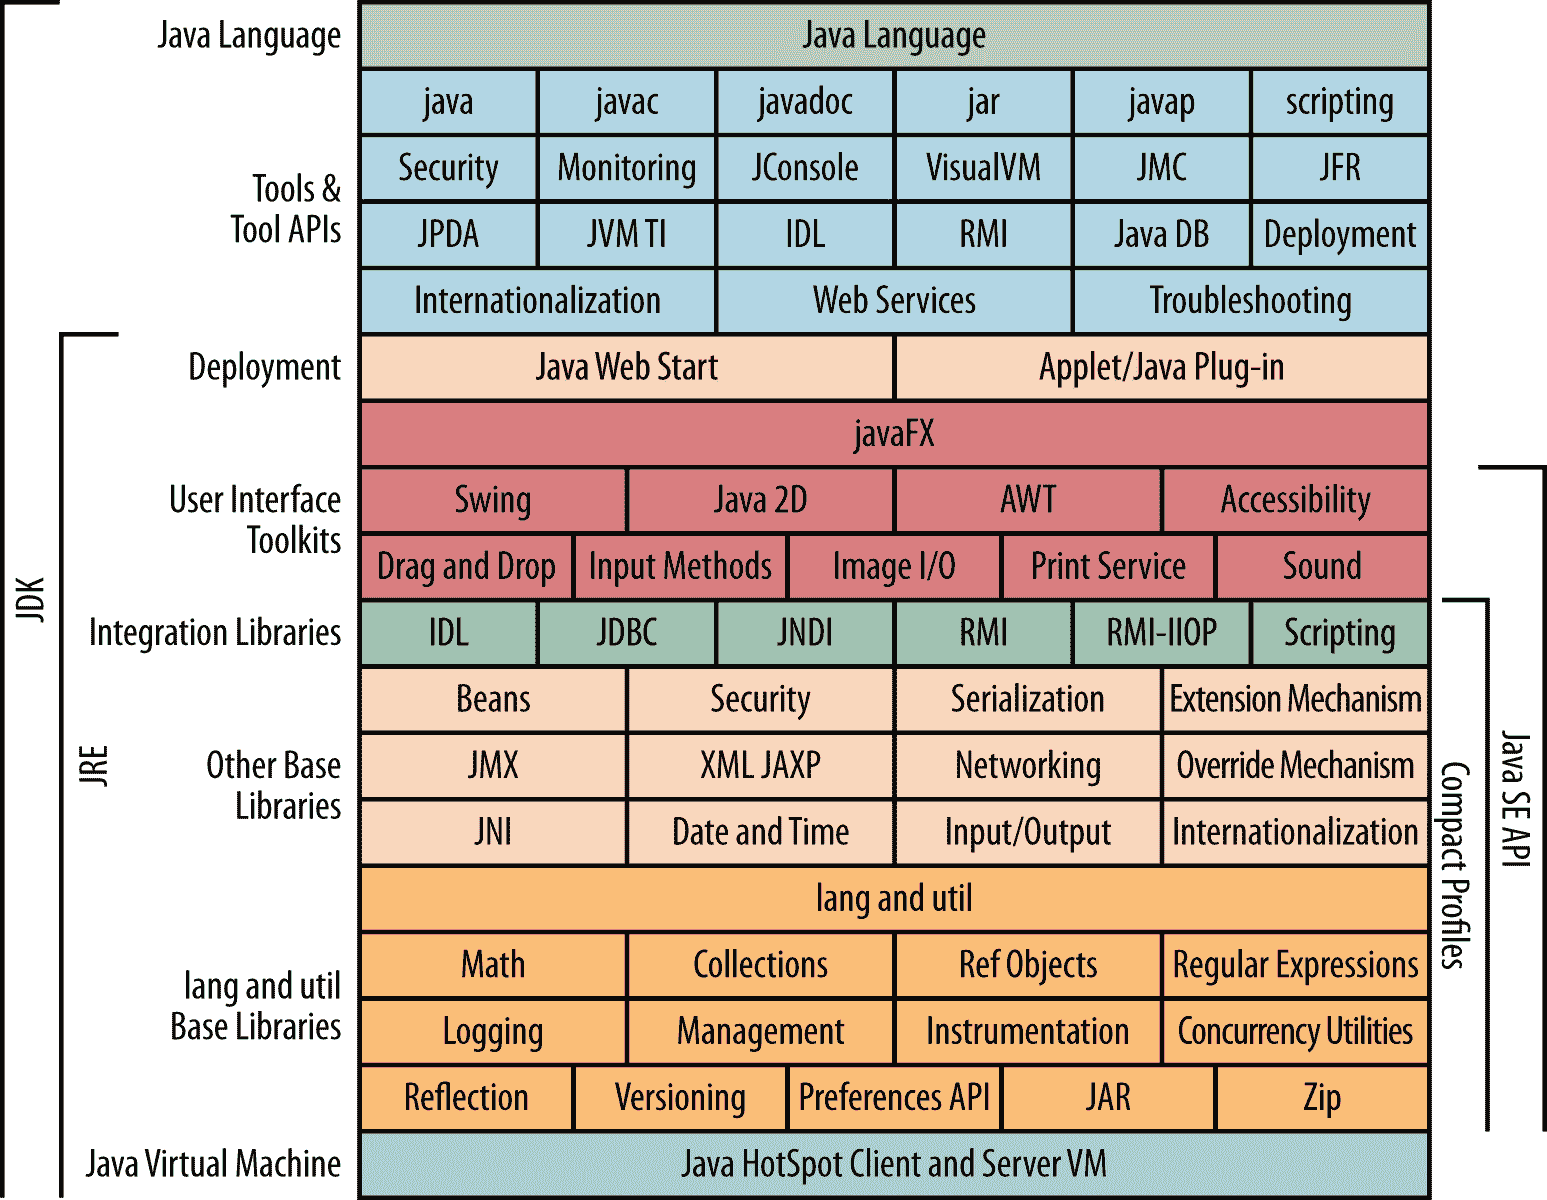 Java Language
Java Language
java javac javadoc jar javap scripting
Tools &
Tool APIs
Security Monitoring JConsole VisualVM JMC JFR
JPDA JVM TI IDL RMI Java DB Deployment
Internationalization Web Services Troubleshooting
Deployment
Java Web Start Applet/Java Plug-in
javaFX
User Interface
Toolkits
Swing Java 2D AWT Accessibility
Drag and Drop Input Methods Image I/O Print Service Sound
Integration Libraries
IDL JDBC JNDI RMI RMI-IIOP Scripting
Other Base
Libraries
Beans Security Serialization Extension Mechanism
JMX XML JAXP Networking Override Mechanism
JNI Date and Time Input/Output Internationalization
lang and util
Base Libraries
lang and util
Math Collections Ref Objects Regular Expressions
Logging Management Instrumentation Concurrency Utilities
Reflection Versioning Preferences API JAR Zip
Java Virtual Machine
Java HotSpot Client and Server VM
JDK
JRE
Compact Profiles
Java SE API